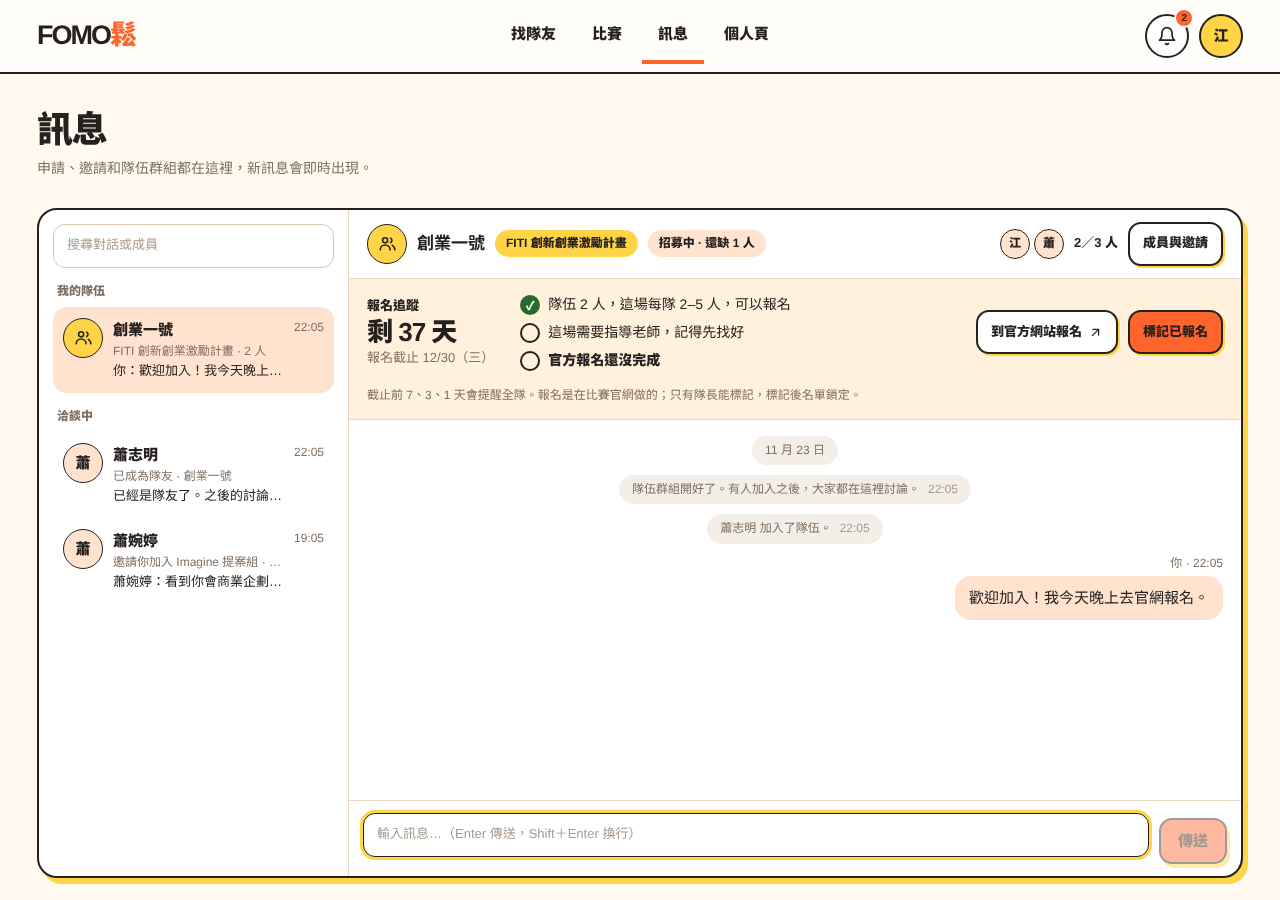 FOMO鬆
找隊友
比賽
訊息
個人頁
2
江
訊息
申請、邀請和隊伍群組都在這裡，新訊息會即時出現。
搜尋對話或成員
我的隊伍
創業一號
22:05
FITI 創新創業激勵計畫 · 2 人
你：歡迎加入！我今天晚上…
洽談中
蕭
蕭志明
22:05
已成為隊友 · 創業一號
已經是隊友了。之後的討論…
蕭
蕭婉婷
19:05
邀請你加入 Imagine 提案組 · …
蕭婉婷：看到你會商業企劃…
創業一號
FITI 創新創業激勵計畫
招募中 · 還缺 1 人
江
蕭
2／3 人
成員與邀請
報名追蹤
剩 37 天
報名截止 12/30（三）
隊伍 2 人，這場每隊 2–5 人，可以報名
這場需要指導老師，記得先找好
官方報名還沒完成
到官方網站報名
標記已報名
截止前 7、3、1 天會提醒全隊。報名是在比賽官網做的；只有隊長能標記，標記後名單鎖定。
11 月 23 日
隊伍群組開好了。有人加入之後，大家都在這裡討論。 22:05
蕭志明 加入了隊伍。 22:05
你 · 22:05
歡迎加入！我今天晚上去官網報名。
輸入訊息…（Enter 傳送，Shift＋Enter 換行）
傳送